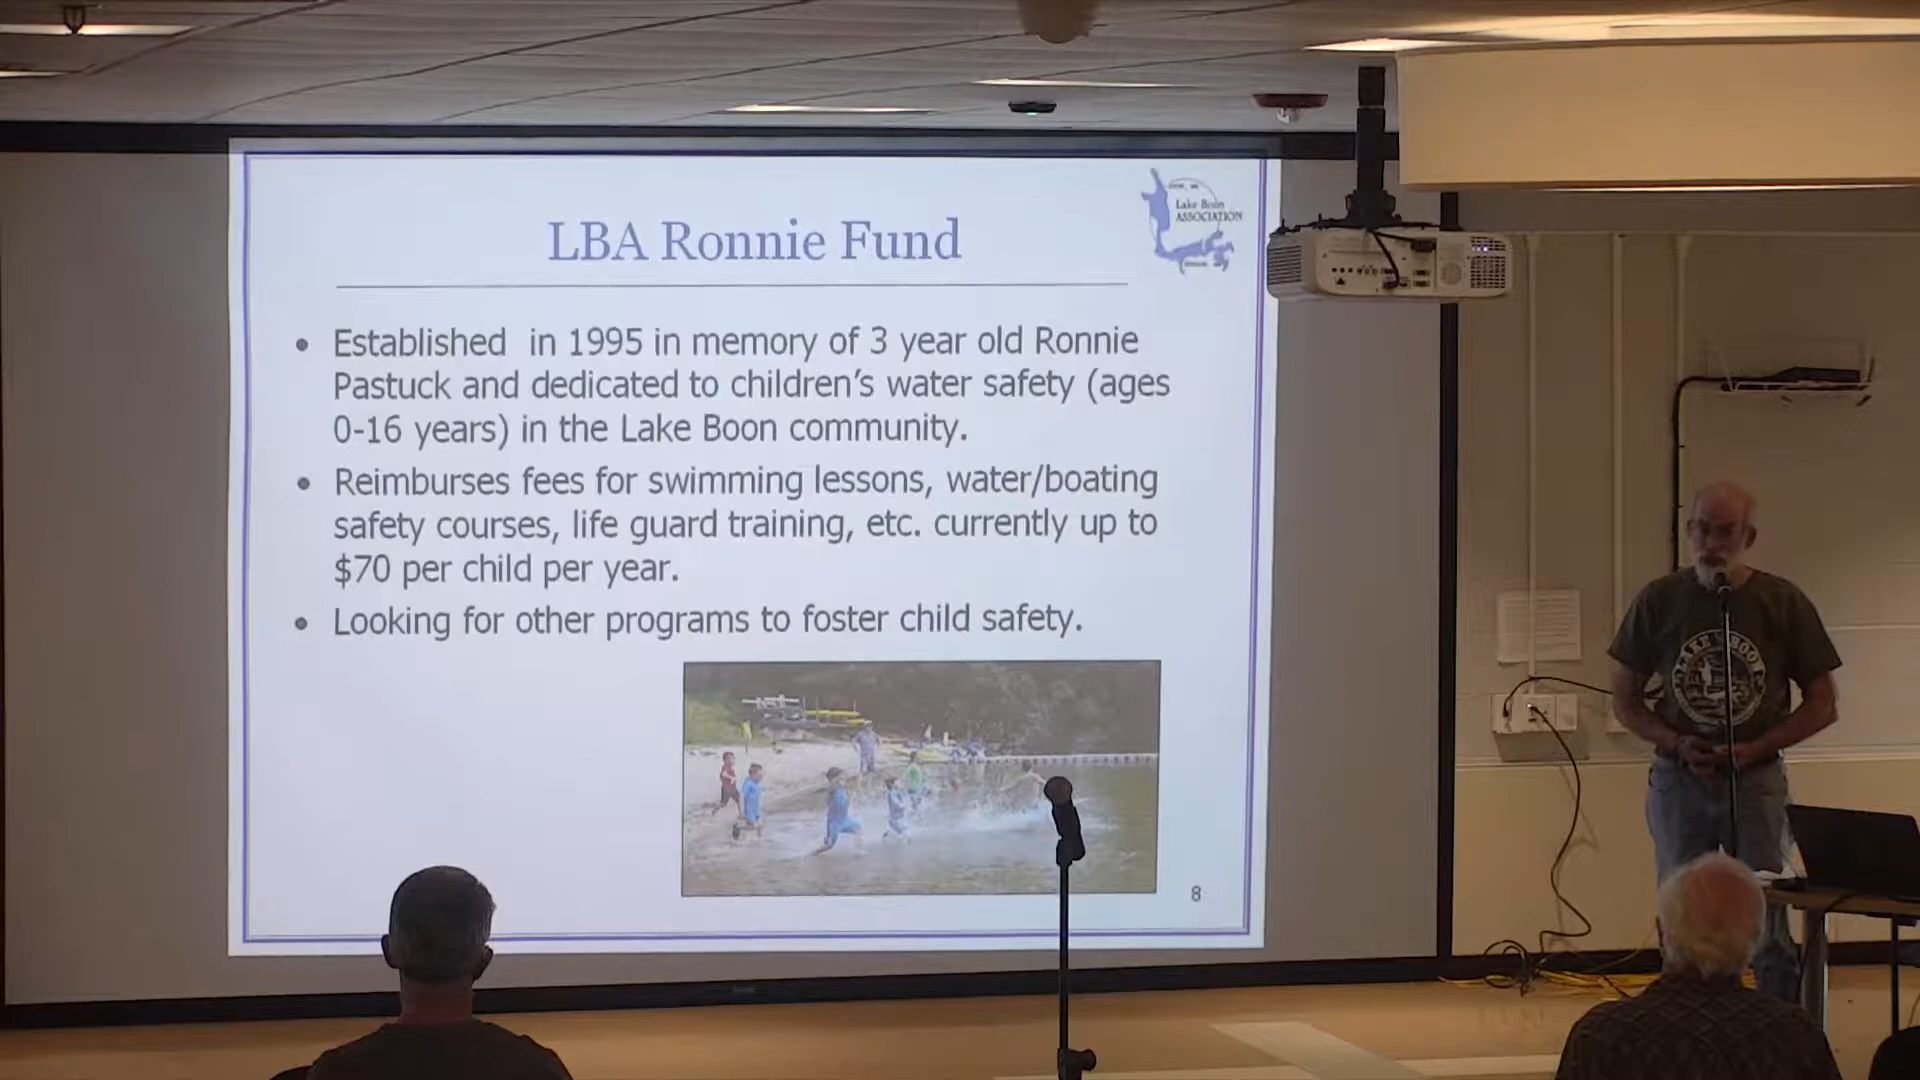 Lake Boon
ASSOCIATION
LBA Ronnie Fund
• Established in 1995 in memory of 3 year old Ronnie
Pastuck and dedicated to children's water safety (ages
0-16 years) in the Lake Boon community.
• Reimburses fees for swimming lessons, water/boating
safety courses, life guard training, etc. currently up to
$70 per child per year.
• Looking for other programs to foster child safety.
8
LAKE BOON